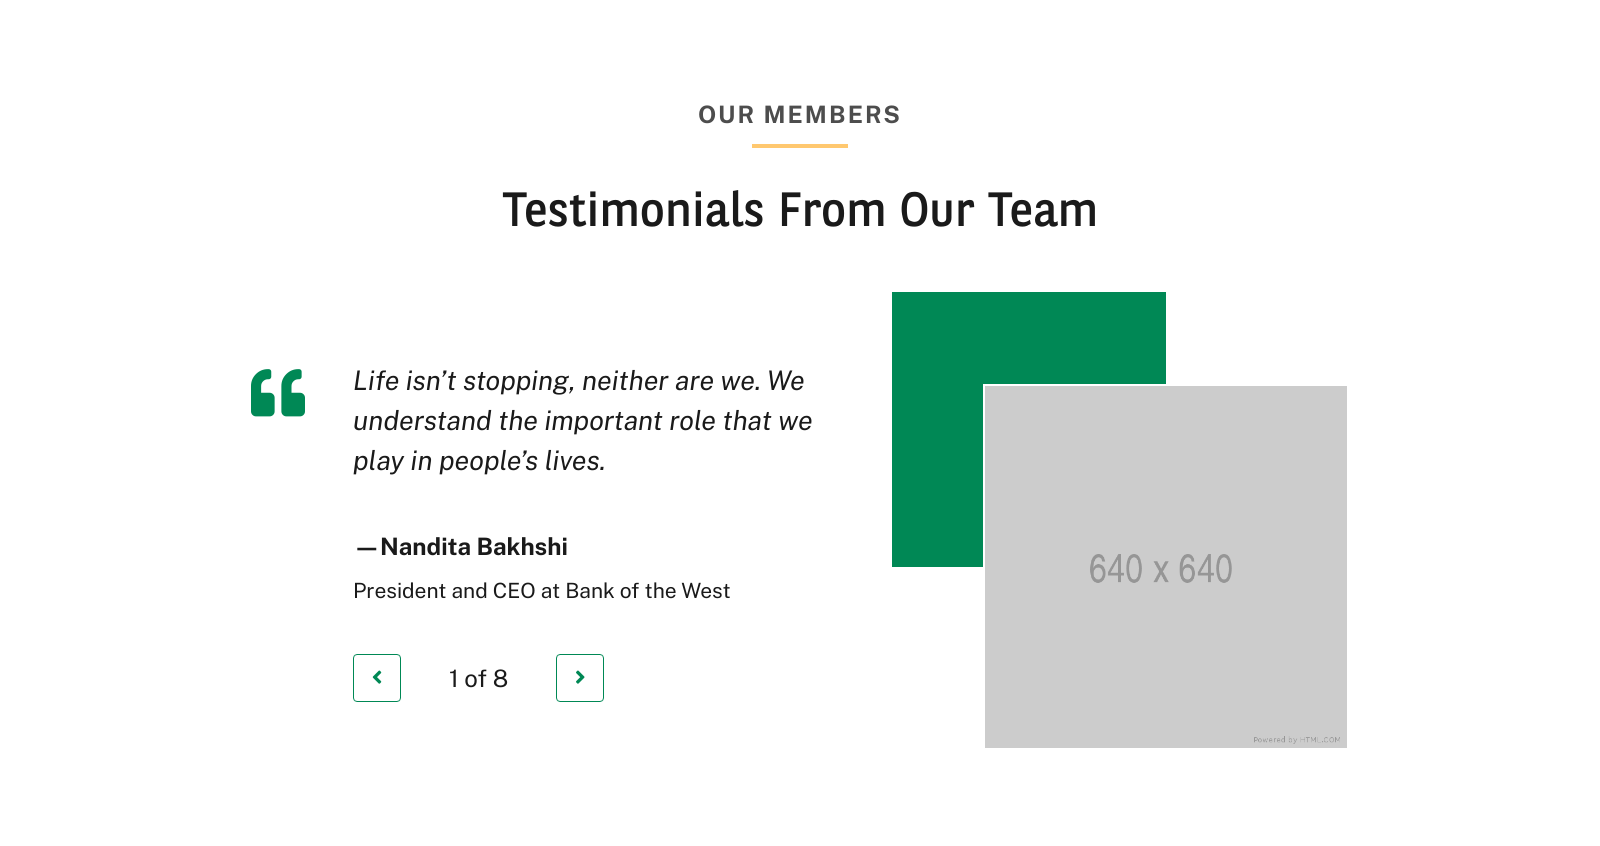 OUR MEMBERS
Testimonials From Our Team
Life isn’t stopping, neither are we. We
understand the important role that we
play in people’s lives.
—Nandita Bakhshi
President and CEO at Bank of the West
1 of 8
640 x 640
Powered by HTML.COM